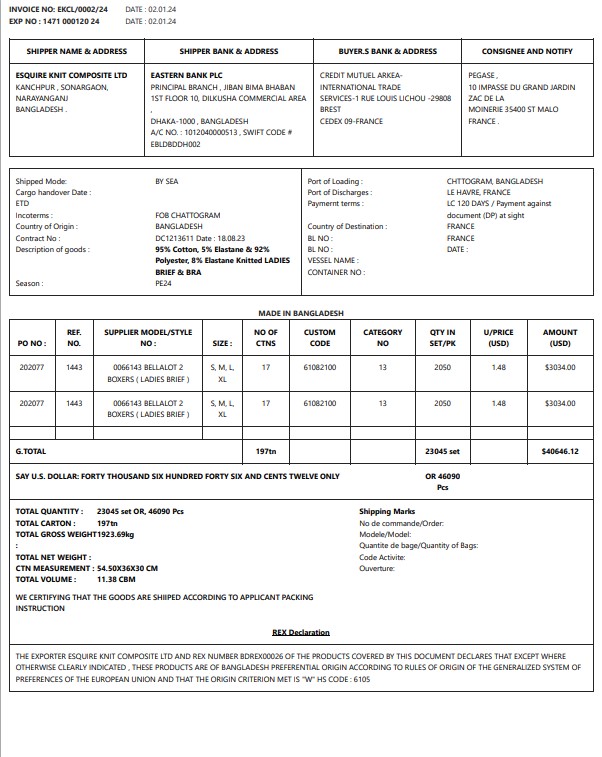 INVOICE NO: EKCL/0002/24 DATE : 02.01.24
EXP NO : 1471 000120 24 DATE : 02.01.24
SHIPPER NAME & ADDRESS
SHIPPER BANK & ADDRESS
BUYER.S BANK & ADDRESS
CONSIGNEE AND NOTIFY
ESQUIRE KNIT COMPOSITE LTD
KANCHPUR , SONARGAON,
NARAYANGANJ
BANGLADESH .
EASTERN BANK PLC
PRINCIPAL BRANCH , JIBAN BIMA BHABAN
1ST FLOOR 10, DILKUSHA COMMERCIAL AREA
,
DHAKA-1000 , BANGLADESH
A/C NO. : 1012040000513 , SWIFT CODE #
EBLDBDDH002
CREDIT MUTUEL ARKEA-
INTERNATIONAL TRADE
SERVICES-1 RUE LOUIS LICHOU -29808
BREST
CEDEX 09-FRANCE
PEGASE ,
10 IMPASSE DU GRAND JARDIN
ZAC DE LA
MOINERIE 35400 ST MALO
FRANCE .
Shipped Mode: BY SEA
Cargo handover Date :
ETD
Incoterms : FOB CHATTOGRAM
Country of Origin : BANGLADESH
Contract No : DC1213611 Date : 18.08.23
Description of goods : 95% Cotton, 5% Elastane & 92%
Polyester, 8% Elastane Knitted LADIES
BRIEF & BRA
Season : PE24
Port of Loading : CHTTOGRAM, BANGLADESH
Port of Discharges : LE HAVRE, FRANCE
Paymernt terms : LC 120 DAYS / Payment against
document (DP) at sight
Country of Destination : FRANCE
BL NO : FRANCE
BL NO : DATE :
VESSEL NAME :
CONTAINER NO :
MADE IN BANGLADESH
PO NO :
REF.
NO.
SUPPLIER MODEL/STYLE
NO :
SIZE :
NO OF
CTNS
CUSTOM
CODE
CATEGORY
NO
QTY IN
SET/PK
U/PRICE
(USD)
AMOUNT
(USD)
202077 1443 0066143 BELLALOT 2 S, M, L, 17 61082100 13 2050 1.48 $3034.00
BOXERS ( LADIES BRIEF ) XL
202077 1443 0066143 BELLALOT 2 S, M, L, 17 61082100 13 2050 1.48 $3034.00
BOXERS ( LADIES BRIEF ) XL
G.TOTAL 197tn 23045 set $40646.12
SAY U.S. DOLLAR: FORTY THOUSAND SIX HUNDRED FORTY SIX AND CENTS TWELVE ONLY OR 46090
Pcs
TOTAL QUANTITY : 23045 set OR, 46090 Pcs
TOTAL CARTON : 197tn
TOTAL GROSS WEIGHT1923.69kg
:
TOTAL NET WEIGHT :
CTN MEASUREMENT : 54.50X36X30 CM
TOTAL VOLUME : 11.38 CBM
Shipping Marks
No de commande/Order:
Modele/Model:
Quantite de bage/Quantity of Bags:
Code Activite:
Ouverture:
WE CERTIFYING THAT THE GOODS ARE SHIIPED ACCORDING TO APPLICANT PACKING
INSTRUCTION
REX Declaration
THE EXPORTER ESQUIRE KNIT COMPOSITE LTD AND REX NUMBER BDREX00026 OF THE PRODUCTS COVERED BY THIS DOCUMENT DECLARES THAT EXCEPT WHERE
OTHERWISE CLEARLY INDICATED , THESE PRODUCTS ARE OF BANGLADESH PREFERENTIAL ORIGIN ACCORDING TO RULES OF ORIGIN OF THE GENERALIZED SYSTEM OF
PREFERENCES OF THE EUROPEAN UNION AND THAT THE ORIGIN CRITERION MET IS "W" HS CODE : 6105